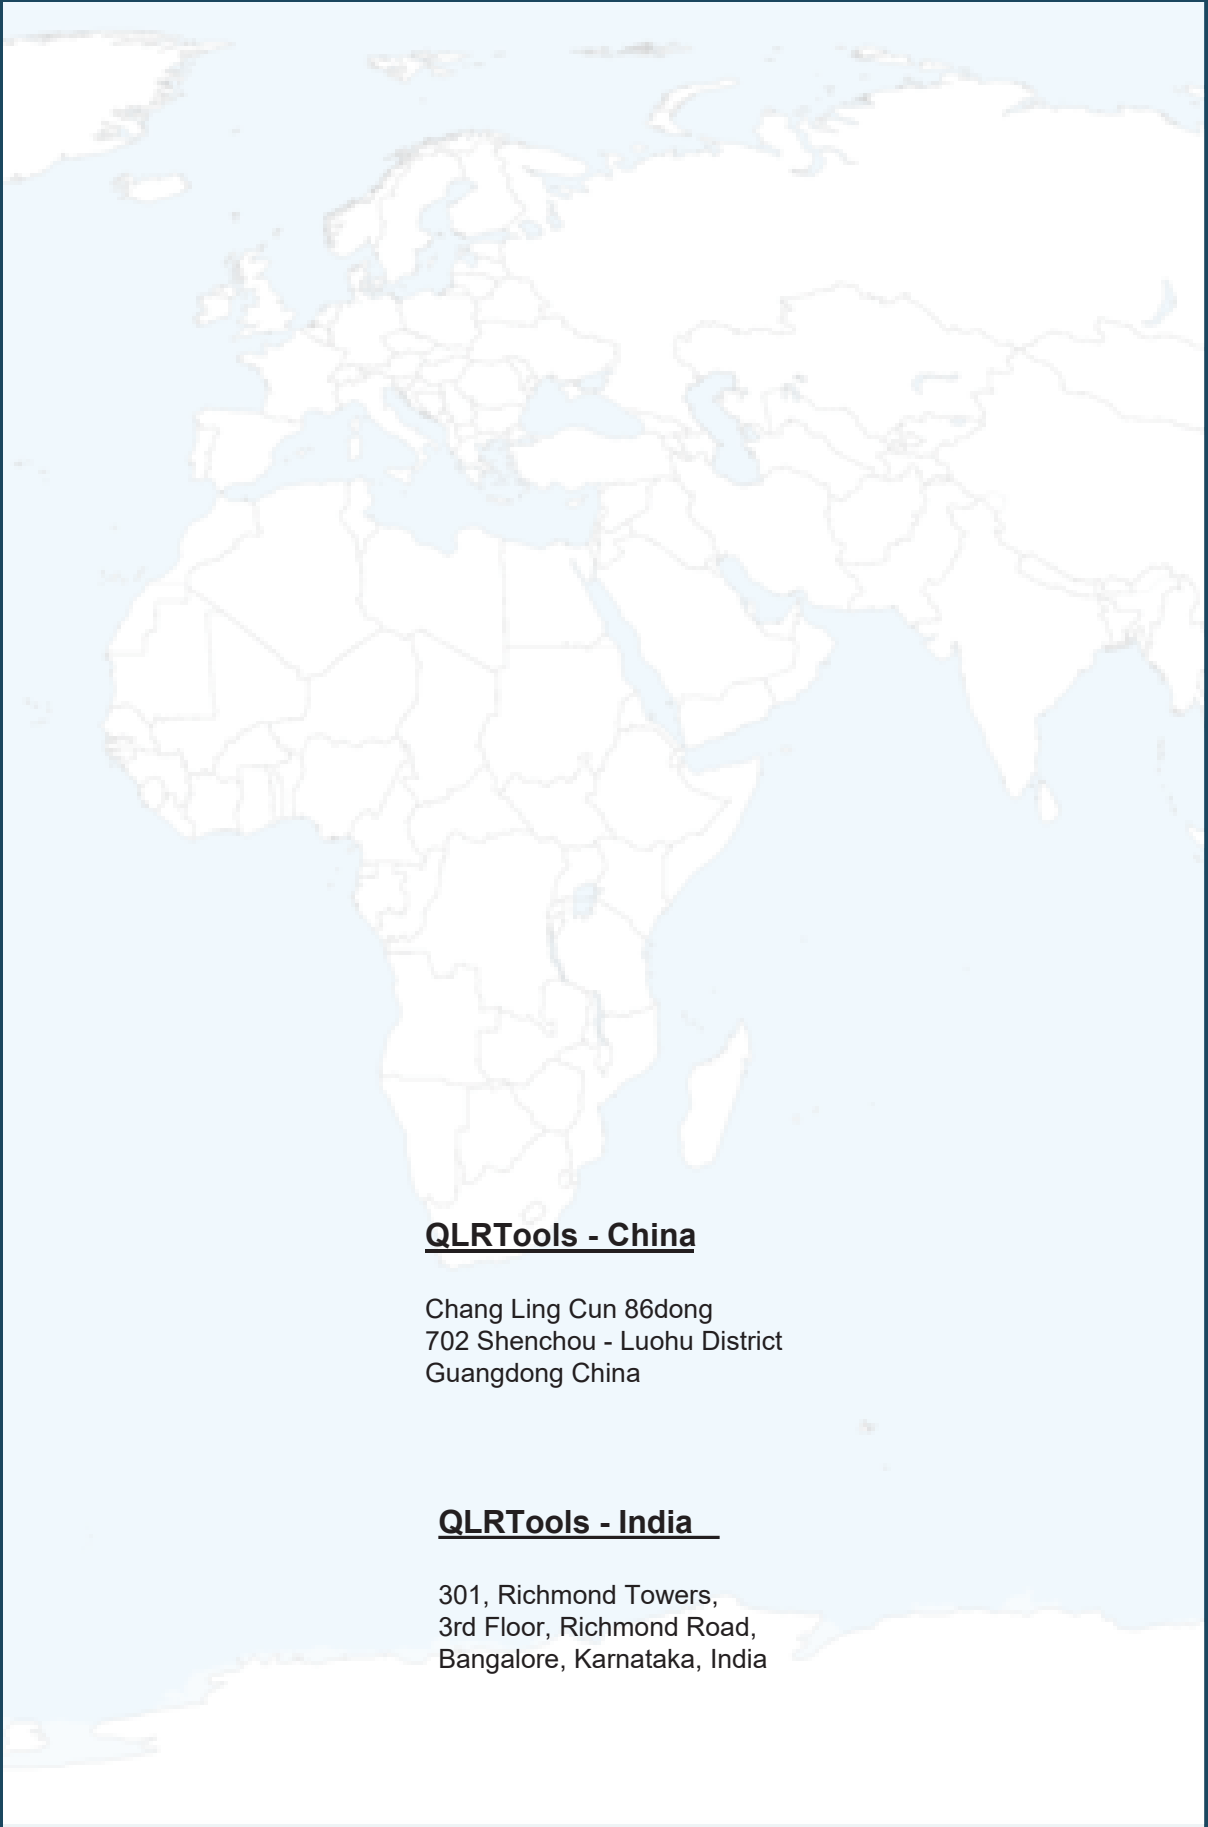 QLRTools - China
Chang Ling Cun 86dong
702 Shenchou - Luohu District
Guangdong China
QLRTools - India
301, Richmond Towers,
3rd Floor, Richmond Road,
Bangalore, Karnataka, India